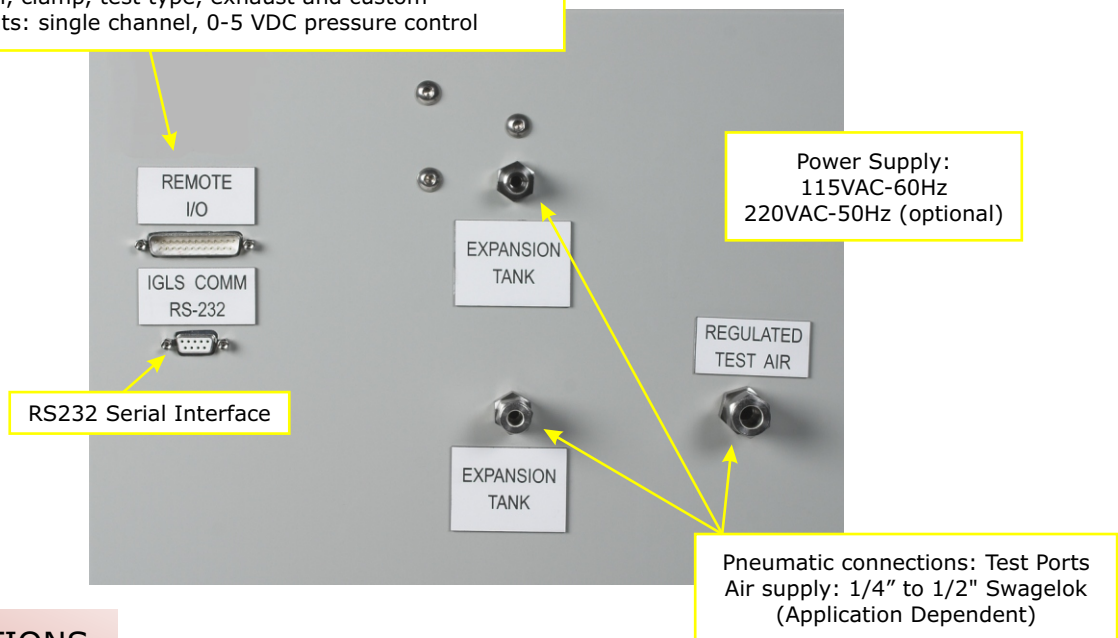 clamp, test type, exhaust and custom
ts: single channel, 0-5 VDC pressure control
REMOTE
I/O
IGLS COMM
RS-232
RS232 Serial Interface
EXPANSION
TANK
Power Supply:
115VAC-60Hz
220VAC-50Hz (optional)
REGULATED
TEST AIR
EXPANSION
TANK
Pneumatic connections: Test Ports
Air supply: 1/4” to 1/2" Swagelok
(Application Dependent)
TIONS